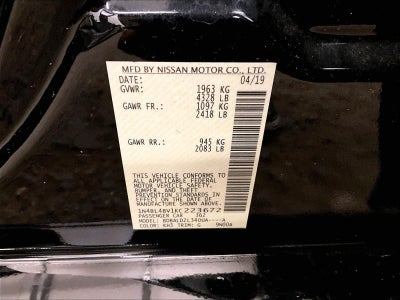 MFD BY NISSAN MOTOR CO., LTD.
DATE: 04/19
GVWR: 1963 KG
4328 LB
GAWR FR.: 1097 KG
2418 LB
GAWR RR.: 945 KG
2083 LB
THIS VEHICLE CONFORMS TO
ALL APPLICABLE FEDERAL
MOTOR VEHICLE SAFETY,
BUMPER, AND THEFT
PREVENTION STANDARDS IN
EFFECT ON THE DATE OF
MANUFACTURE SHOWN ABOVE.
1N4BL4BV1KC223672
PASSENGER CAR
COLOR: KH3 TRIM: G